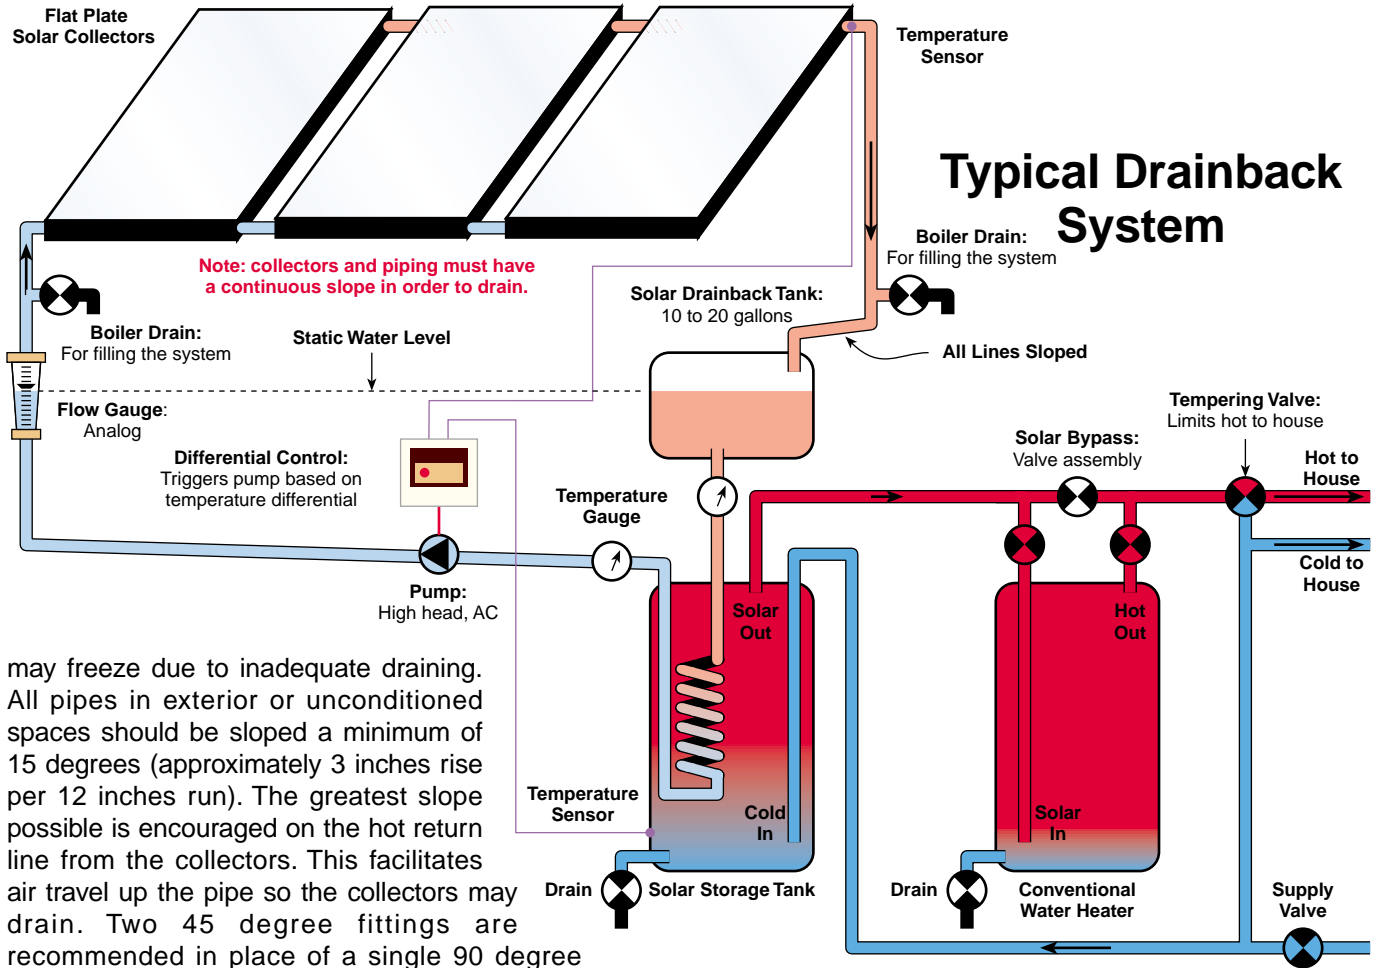 Flat Plate
Solar Collectors
Temperature
Sensor
Typical Drainback
System
Boiler Drain:
For filling the system
Note: collectors and piping must have
a continuous slope in order to drain.
Solar Drainback Tank:
10 to 20 gallons
Boiler Drain:
For filling the system
Static Water Level
All Lines Sloped
Flow Gauge:
Analog
Tempering Valve:
Limits hot to house
Solar Bypass:
Valve assembly
Differential Control:
Triggers pump based on
temperature differential
Hot to
House
Temperature
Gauge
Cold to
House
Pump:
High head, AC
Solar
Out
Hot
Out
may freeze due to inadequate draining.
All pipes in exterior or unconditioned
spaces should be sloped a minimum of
15 degrees (approximately 3 inches rise
per 12 inches run). The greatest slope
possible is encouraged on the hot return
line from the collectors. This facilitates
air travel up the pipe so the collectors may
drain. Two 45 degree fittings are
recommended in place of a single 90 degree
Temperature
Sensor
Cold
In
Solar
In
Drain
Solar Storage Tank
Drain
Conventional
Water Heater
Supply
Valve